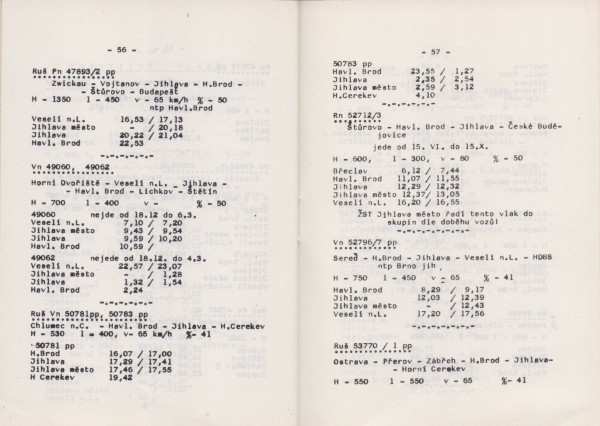 - 56 -
Ruš Pn 47893/2 pp
Zwickau - Vojtanov - Jihlava - H.Brod -
- Štúrovo - Budapešt
H - 1350 l - 450 v - 65 km/h % - 50
ntp Havl.Brod
Veselí n.L. 16,53 / 17,13
Jihlava město - / 20,18
Jihlava 20,22 / 21,04
Havl. Brod 22,53
Vn 49060, 49062
Horní Dvořiště - Veselí n.L. - Jihlava -
- Havl. Brod - Lichkov - Štětín
H - 700 l - 400 v - 80 % - 50
49060 nejde od 18.12 do 6.3.
Veselí n.L. 7,10 / 7,20
Jihlava město 9,43 / 9,54
Jihlava 9,59 / 10,20
Havl. Brod 10,59 /
49062 nejede od 18.12. do 4.3.
Veselí n.L. 22,57 / 23,07
Jihlava město - / 1,28
Jihlava 1,32 / 1,54
Havl. Brod 2,24
Ruš Vn 50781pp, 50783 pp
Chlumec n.C. - Havl. Brod - Jihlava - H.Cerekev
H - 530 l = 400, v- 65 km/h %- 41
50781 pp
H.Brod 16,07 / 17,00
Jihlava 17,29 / 17,41
Jihlava město 17,46 / 17,55
H Cerekev 19,42
- 57 -
50783 pp
Havl. Brod 23,55 / 1,27
Jihlava 2,35 / 2,54
Jihlava město 2,59 / 3,12
H.Cerekev 4,10
Rn 52712/3
Štúrovo - Havl. Brod - Jihlava - České Budě-
jovice
jede od 15. VI. do 15.X.
H - 600, l - 300, v - 80 % - 50
Břeclav 6,12 / 7,44
Havl. Brod 11,07 / 11,55
Jihlava 12,29 / 12,32
Jihlava město 12,37/ 13,05
Veselí n.L. 16,20 / 16,55
ŽST Jihlava město řadí tento vlak do
skupin dle doběhu vozů!
Vn 52796/7 pp
Sereď - H.Brod - Jihlava - Veselí n.L. - HDBS
ntp Brno jih
H - 750 l - 450 v - 65 % - 41
Havl. Brod 8,29 / 9,17
Jihlava 12,03 / 12,39
Jihlava město - / 12,43
Veselí n.L. 17,20 / 17,56
Ruš 53770 / 1 pp
Ostrava - Přerov - Zábřeh - H.Brod - Jihlava-
- Horní Cerekev
H - 550 l - 550 v - 65 %- 41